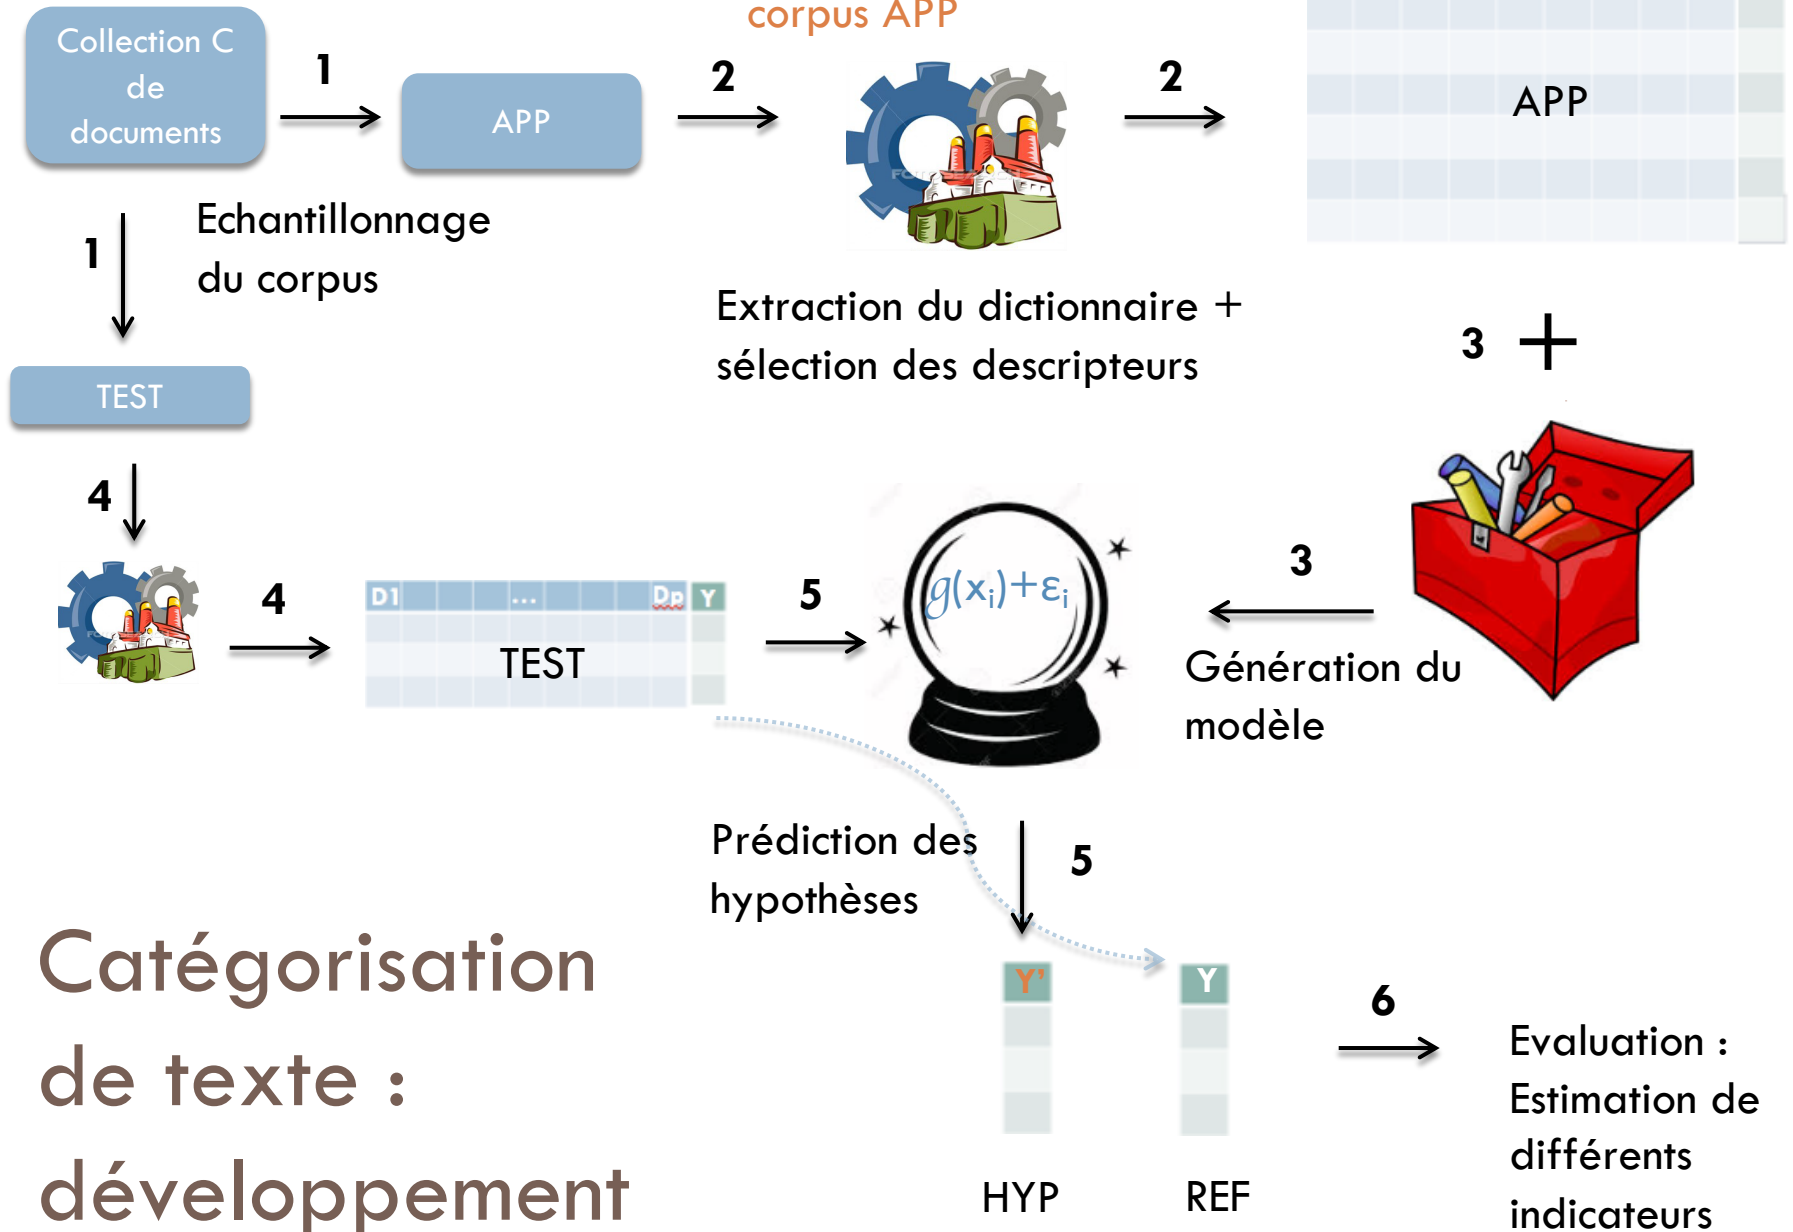 corpus APP
Collection C
de
documents
1
APP
2
2
APP
1
Echantillonnage
du corpus
Extraction du dictionnaire +
sélection des descripteurs
3 +
TEST
4
4
D1 ... Dp Y
TEST
5
g(xi)+εi
3
Génération du
modèle
Prédiction des
hypothèses
5
Y'
Y
6
Evaluation :
Estimation de
différents
indicateurs
HYP
REF
Catégorisation
de texte :
développement